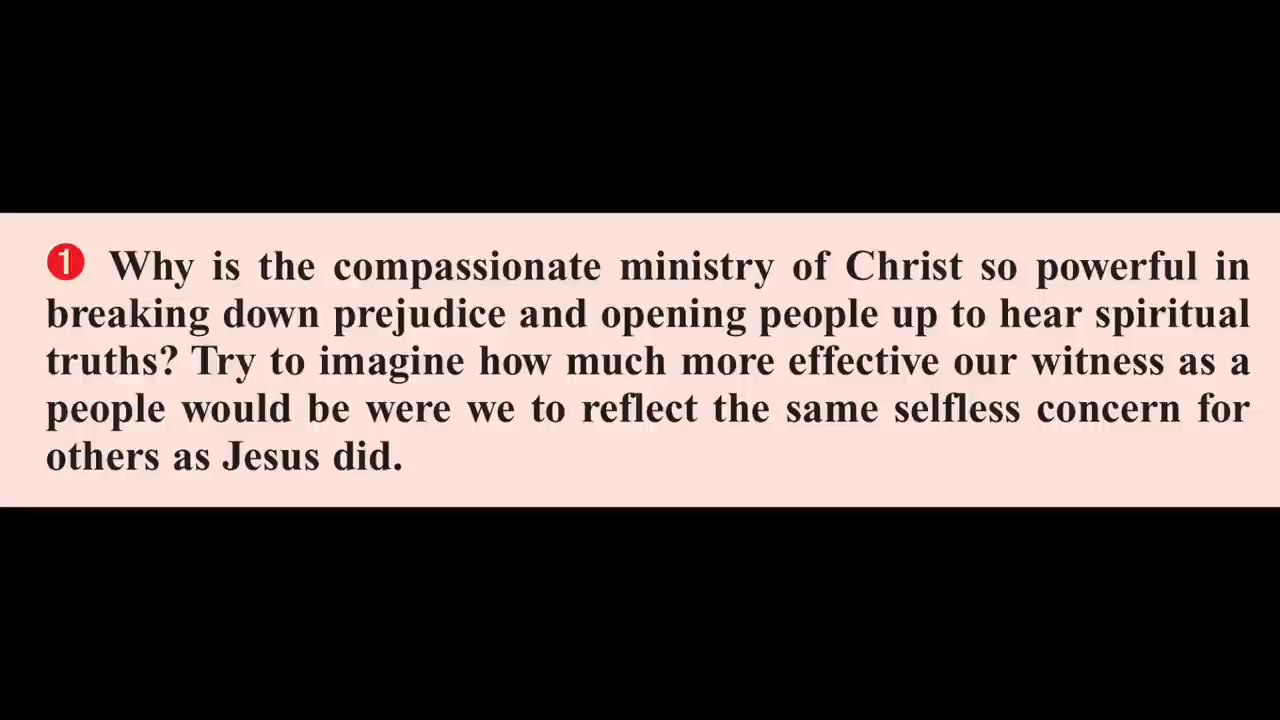 ❶ Why is the compassionate ministry of Christ so powerful in
breaking down prejudice and opening people up to hear spiritual
truths? Try to imagine how much more effective our witness as a
people would be were we to reflect the same selfless concern for
others as Jesus did.